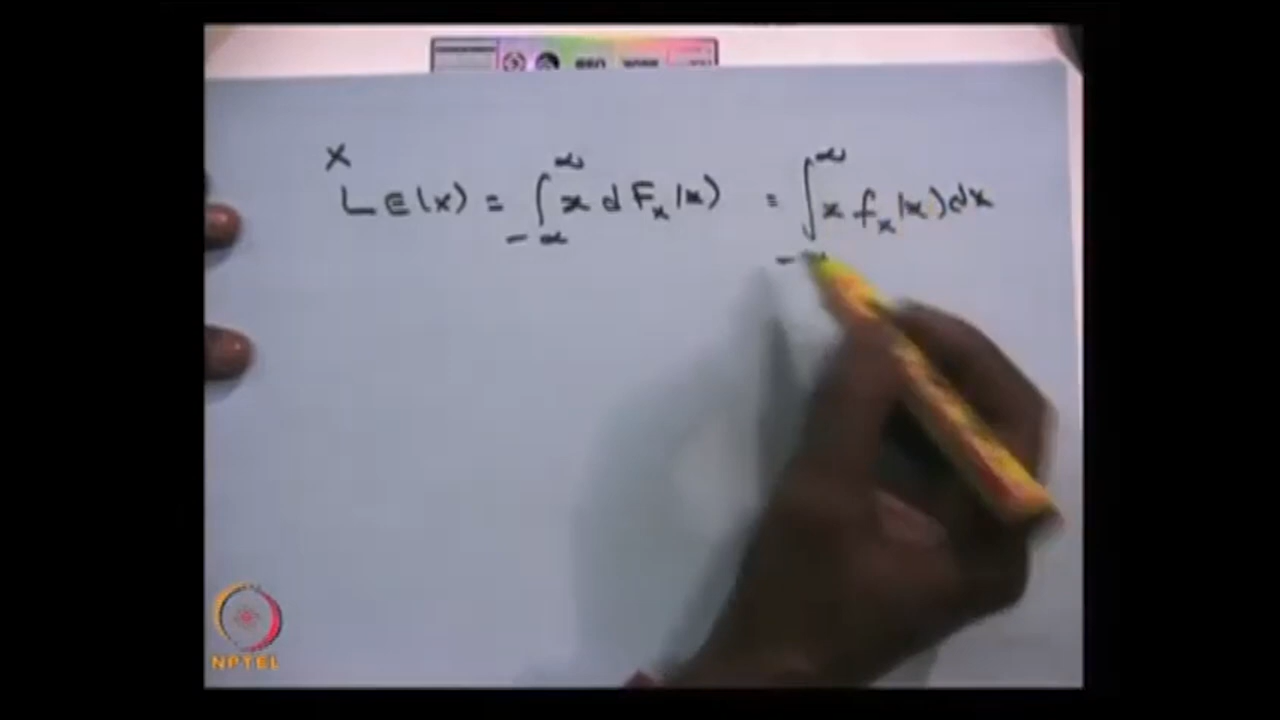 X
E(x) = ∫_{-∞}^{∞} x dF_x(x) = ∫_{-∞}^{∞} x f_x(x) dx
NPTEL